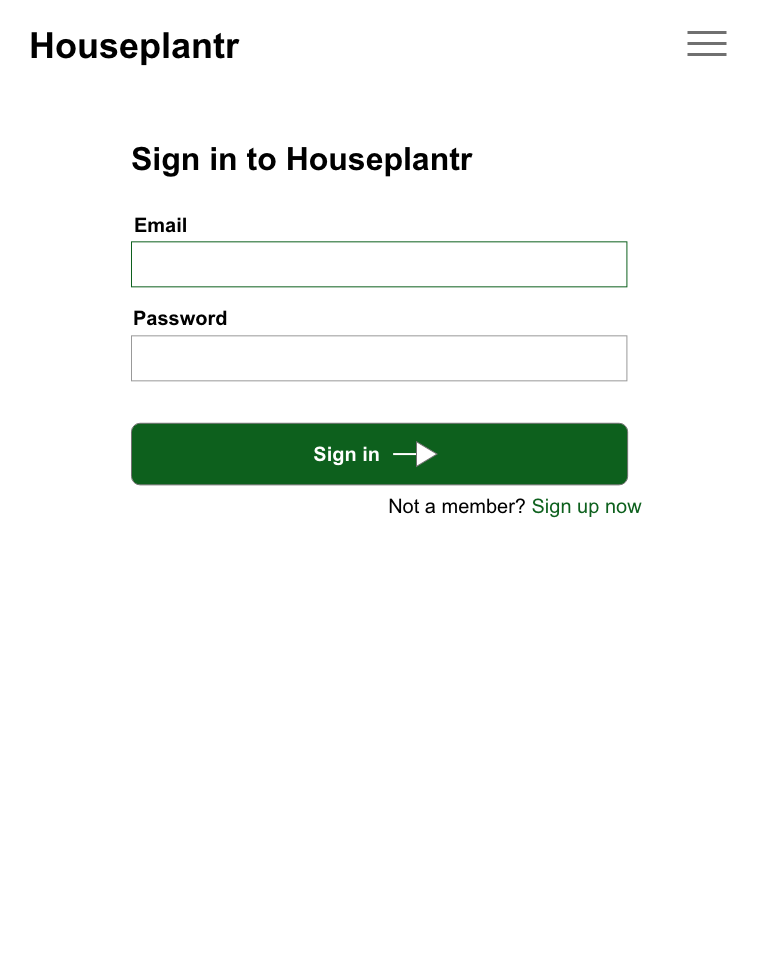 Houseplantr
Sign in to Houseplantr
Email
Password
Sign in
Not a member? Sign up now